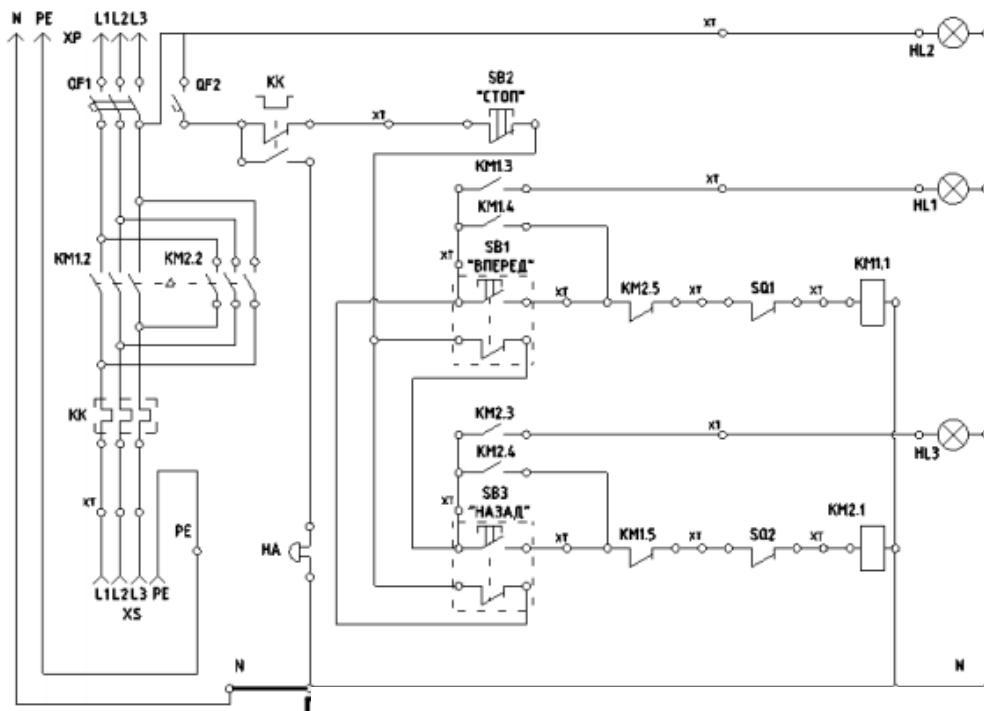 N PE L1 L2 L3
XP
HL2
QF1 QF2 KK SB2
"СТОП"
XT
XT
KM1.3
XT
HL1
KM1.4
SB1
"ВПЕРЕД"
XT
KM1.2 KM2.2
KM2.5 SQ1 KM1.1
XT XT XT
KK
KM2.3
XT
HL3
KM2.4
SB3
"НАЗАД"
XT
XT
PE
KM1.5 SQ2 KM2.1
XT XT XT
HA
L1 L2 L3 PE
XS
N N